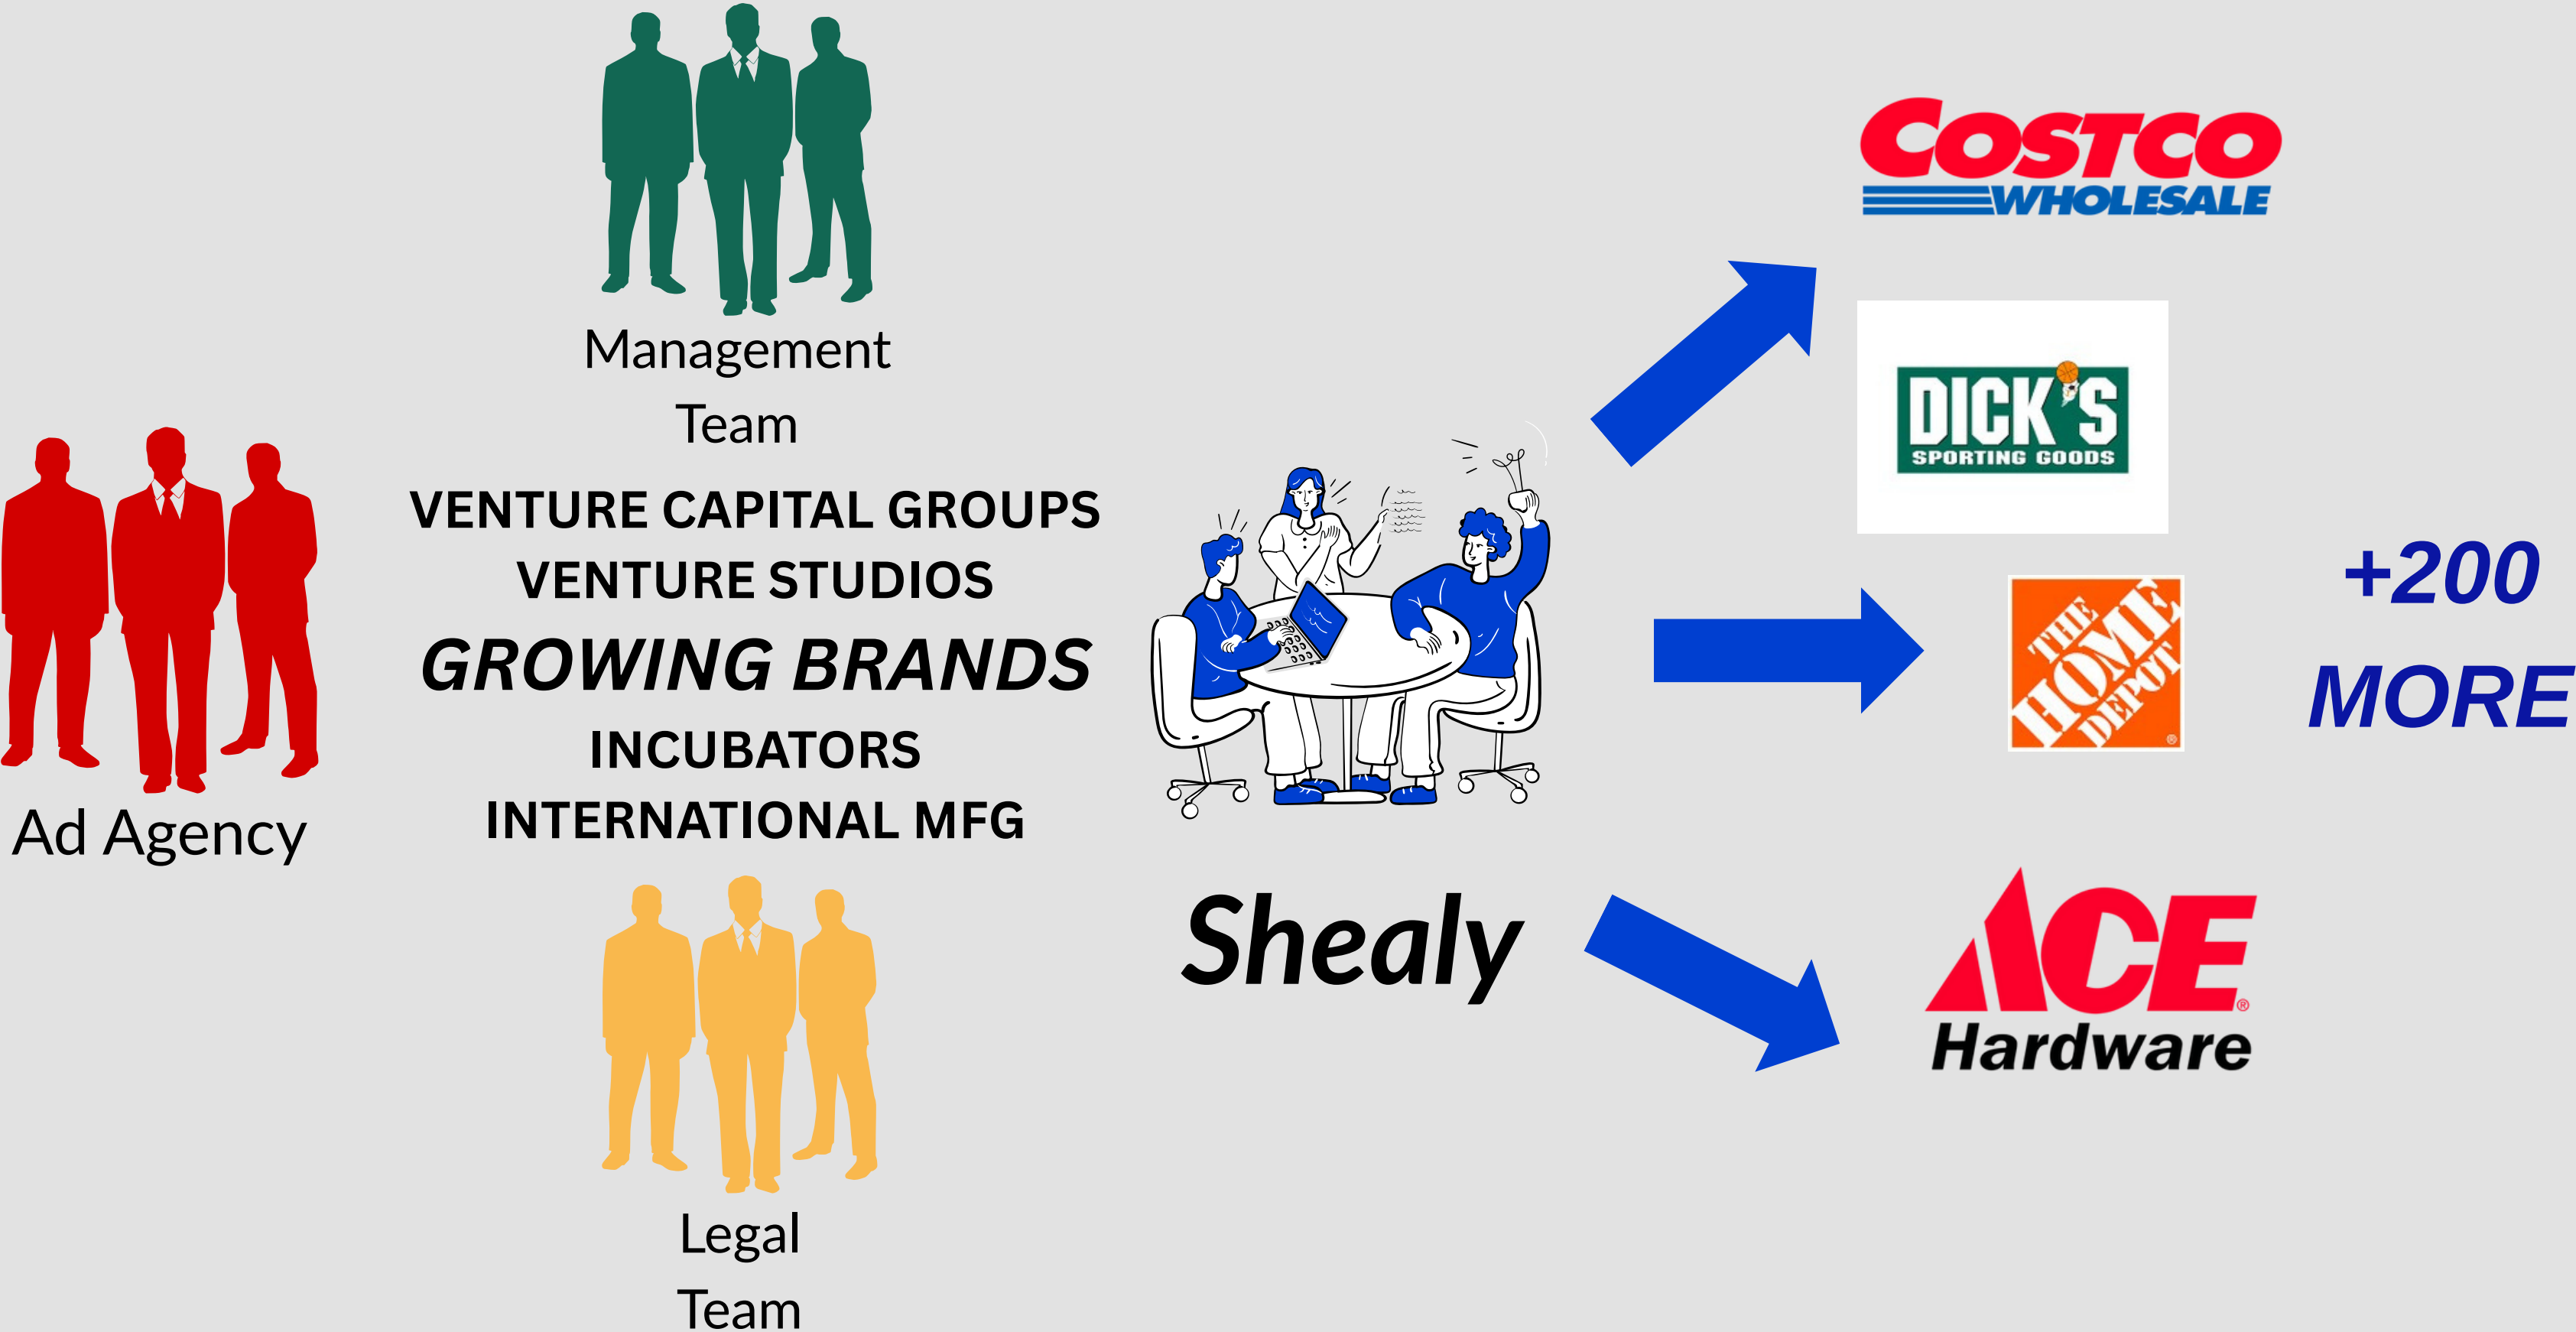 Ad Agency
Management
Team
VENTURE CAPITAL GROUPS
VENTURE STUDIOS
GROWING BRANDS
INCUBATORS
INTERNATIONAL MFG
Legal
Team
Shealy
COSTCO
WHOLESALE
DICK'S
SPORTING GOODS
THE
HOME
DEPOT
®
ACE
®
Hardware
+200
MORE